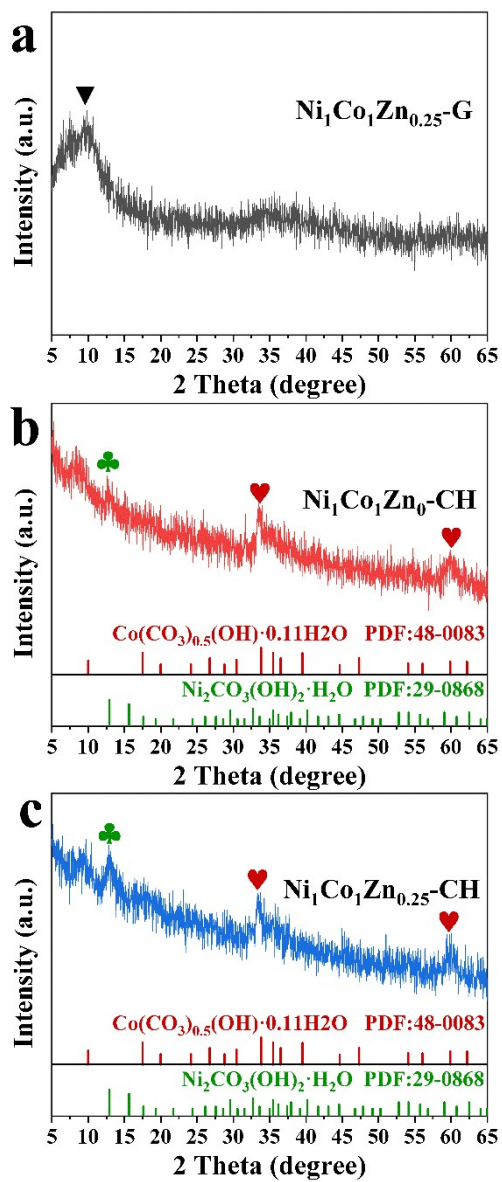 a
Intensity (a.u.)
Ni₁Co₁Zn₀.₂₅-G
5 10 15 20 25 30 35 40 45 50 55 60 65
2 Theta (degree)
b
Intensity (a.u.)
Ni₁Co₁Zn₀-CH
Co(CO₃)₀.₅(OH)·0.11H2O PDF:48-0083
Ni₂CO₃(OH)₂·H₂O PDF:29-0868
5 10 15 20 25 30 35 40 45 50 55 60 65
2 Theta (degree)
c
Intensity (a.u.)
Ni₁Co₁Zn₀.₂₅-CH
Co(CO₃)₀.₅(OH)·0.11H2O PDF:48-0083
Ni₂CO₃(OH)₂·H₂O PDF:29-0868
5 10 15 20 25 30 35 40 45 50 55 60 65
2 Theta (degree)